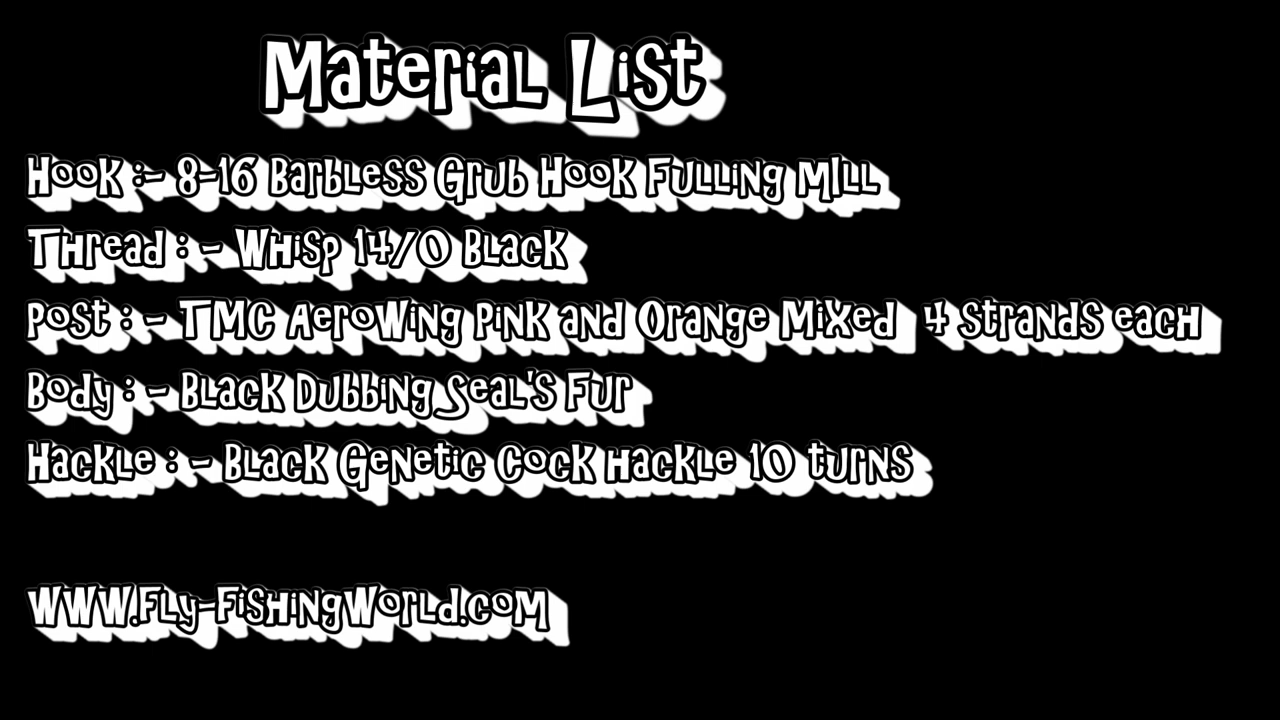 Material List
Hook :- 8-16 Barbless Grub Hook Fulling Mill
Thread : - Whisp 14/0 Black
Post : - TMC AeroWing Pink and Orange Mixed 4 strands each
Body : - Black Dubbing Seal's Fur
Hackle : - Black Genetic Cock Hackle 10 turns
www.Fly-FishingWorld.com